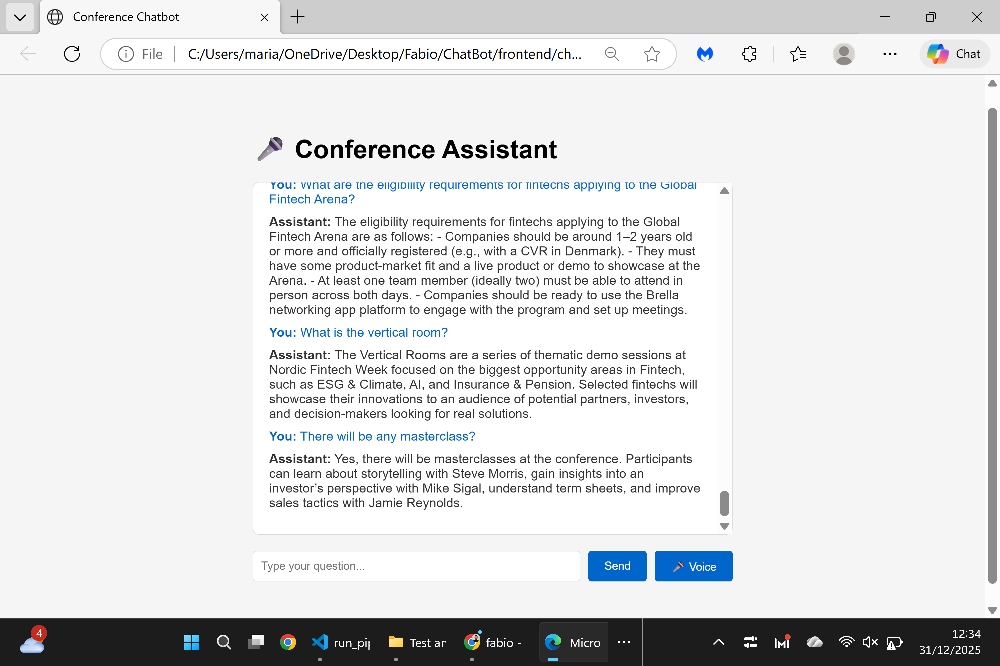 Conference Chatbot
File
C:/Users/maria/OneDrive/Desktop/Fabio/ChatBot/frontend/ch...
Chat
Conference Assistant
You: What are the eligibility requirements for fintechs applying to the Global
Fintech Arena?
Assistant: The eligibility requirements for fintechs applying to the Global
Fintech Arena are as follows: - Companies should be around 1–2 years old
or more and officially registered (e.g., with a CVR in Denmark). - They must
have some product-market fit and a live product or demo to showcase at the
Arena. - At least one team member (ideally two) must be able to attend in
person across both days. - Companies should be ready to use the Brella
networking app platform to engage with the program and set up meetings.
You: What is the vertical room?
Assistant: The Vertical Rooms are a series of thematic demo sessions at
Nordic Fintech Week focused on the biggest opportunity areas in Fintech,
such as ESG & Climate, AI, and Insurance & Pension. Selected fintechs will
showcase their innovations to an audience of potential partners, investors,
and decision-makers looking for real solutions.
You: There will be any masterclass?
Assistant: Yes, there will be masterclasses at the conference. Participants
can learn about storytelling with Steve Morris, gain insights into an
investor’s perspective with Mike Sigal, understand term sheets, and improve
sales tactics with Jamie Reynolds.
Type your question...
Send
Voice
4
run_pip
Test an
fabio -
Micro
12:34
31/12/2025